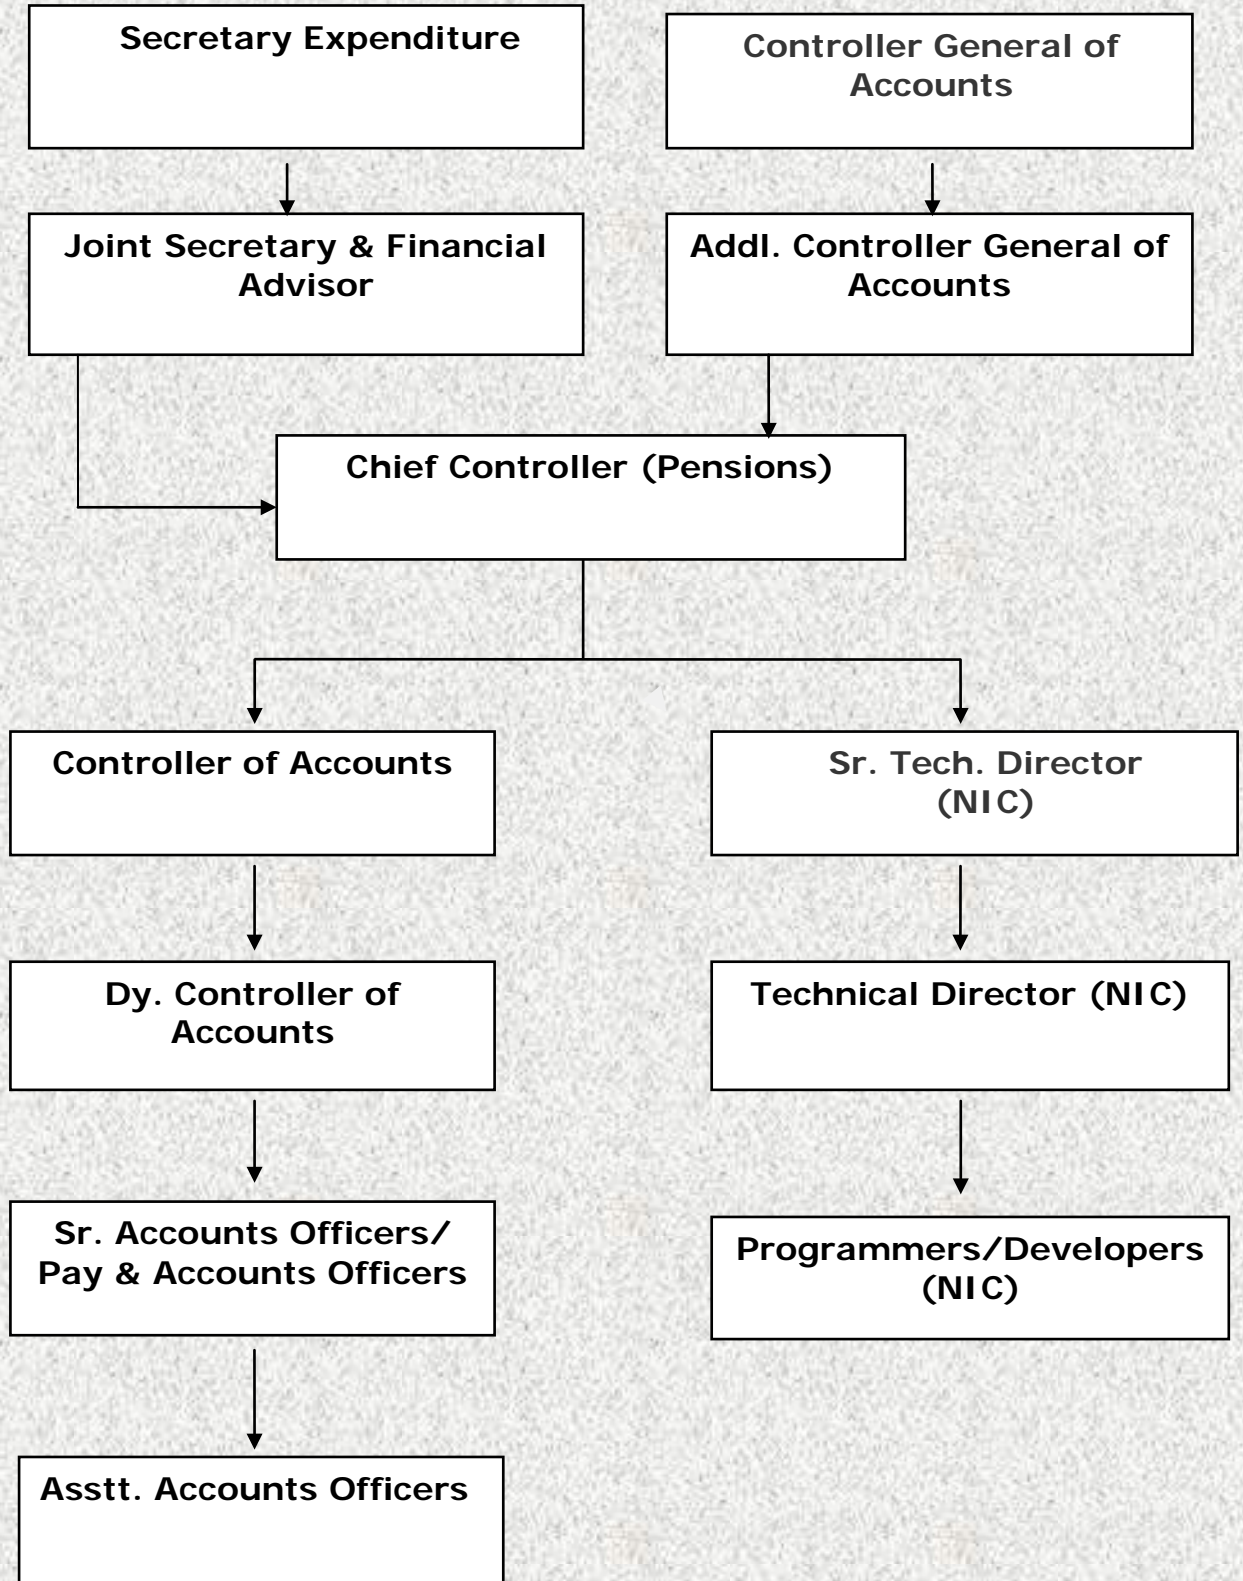 Secretary Expenditure
Controller General of
Accounts
Joint Secretary & Financial
Advisor
Addl. Controller General of
Accounts
Chief Controller (Pensions)
Controller of Accounts
Sr. Tech. Director
(NIC)
Dy. Controller of
Accounts
Technical Director (NIC)
Sr. Accounts Officers/
Pay & Accounts Officers
Programmers/Developers
(NIC)
Asstt. Accounts Officers